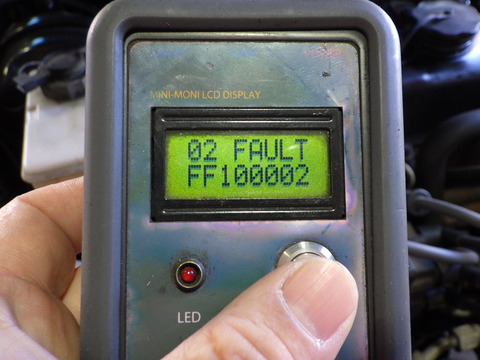 MINI-MONI LCD DISPLAY
02 FAULT
FF100002
LED